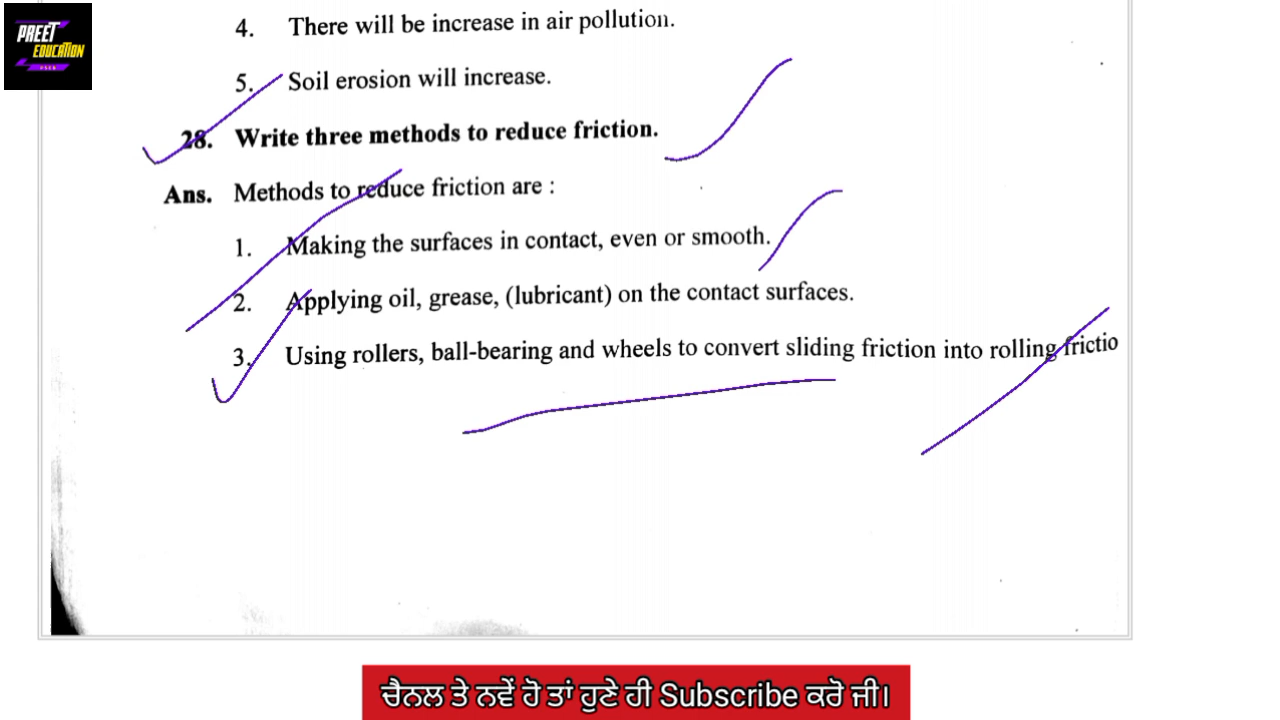 PREET
EDUCATION
4. There will be increase in air pollution.
5. Soil erosion will increase.
28. Write three methods to reduce friction.
Ans. Methods to reduce friction are :
1. Making the surfaces in contact, even or smooth.
2. Applying oil, grease, (lubricant) on the contact surfaces.
3. Using rollers, ball-bearing and wheels to convert sliding friction into rolling frictio
ਚੈਨਲ ਤੇ ਨਵੇਂ ਹੋ ਤਾਂ ਹੁਣੇ ਹੀ Subscribe ਕਰੋ ਜੀ।